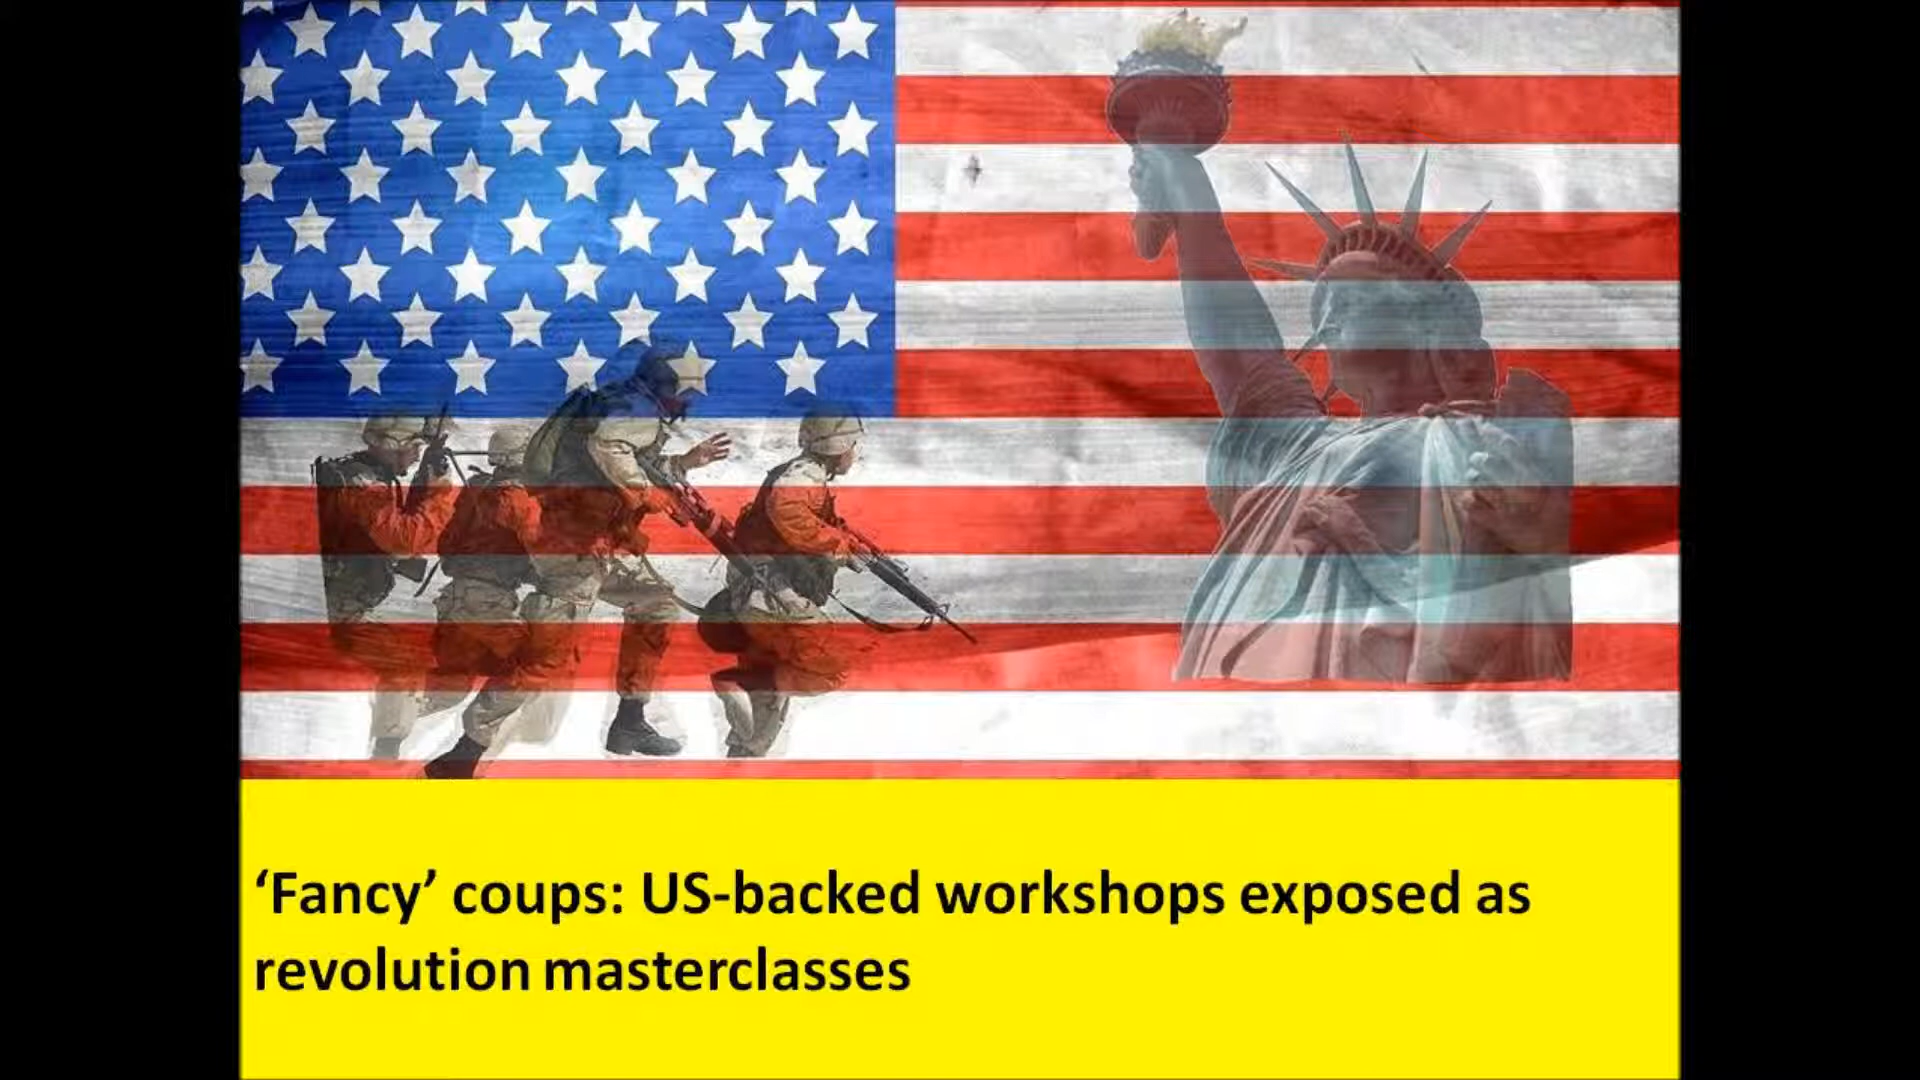 ‘Fancy’ coups: US-backed workshops exposed as
revolution masterclasses